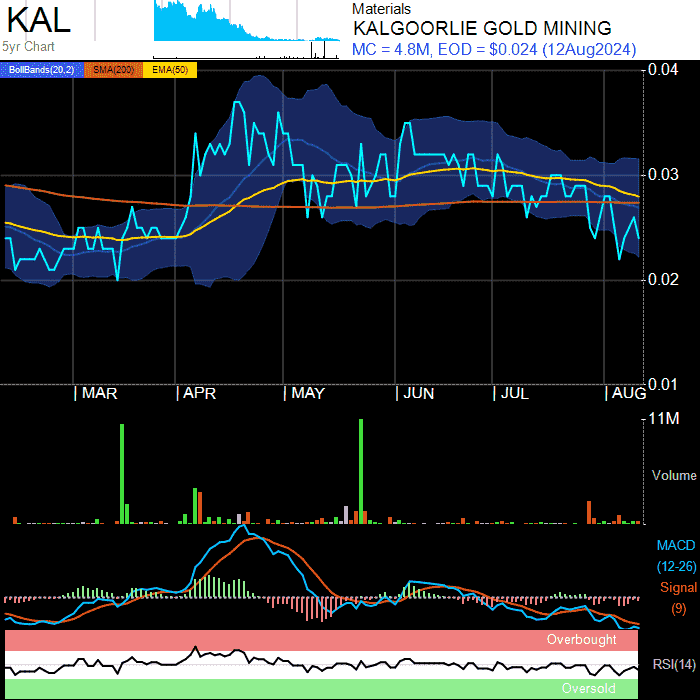 KAL
5yr Chart
Materials
KALGOORLIE GOLD MINING
MC = 4.8M, EOD = $0.024 (12Aug2024)
BollBands(20,2) SMA(200) EMA(50)
0.04
0.03
0.02
0.01
MAR APR MAY JUN JUL AUG
11M
Volume
MACD
(12-26)
Signal
(9)
Overbought
RSI(14)
Oversold